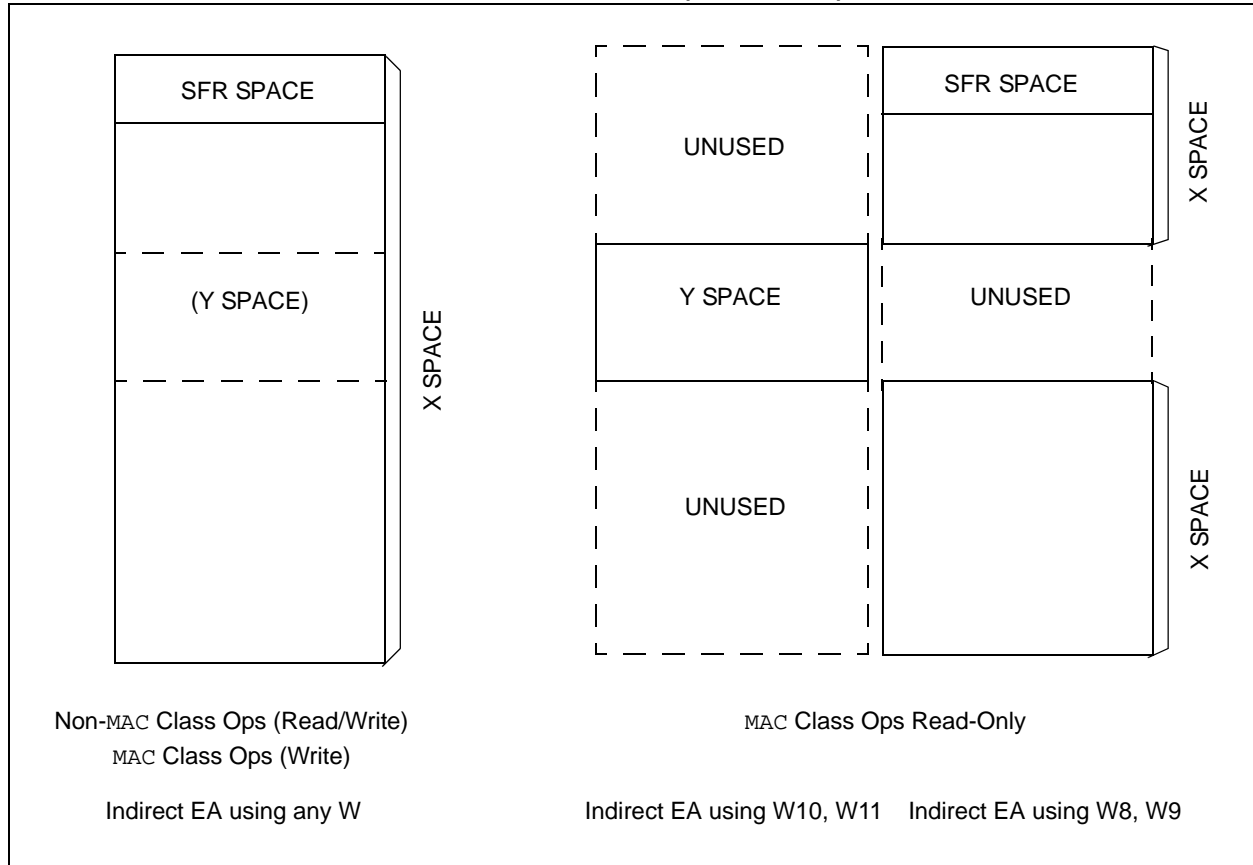 SFR SPACE
(Y SPACE)
X SPACE
Non-MAC Class Ops (Read/Write)
MAC Class Ops (Write)
Indirect EA using any W
UNUSED
Y SPACE
UNUSED
SFR SPACE
X SPACE
UNUSED
X SPACE
MAC Class Ops Read-Only
Indirect EA using W10, W11
Indirect EA using W8, W9